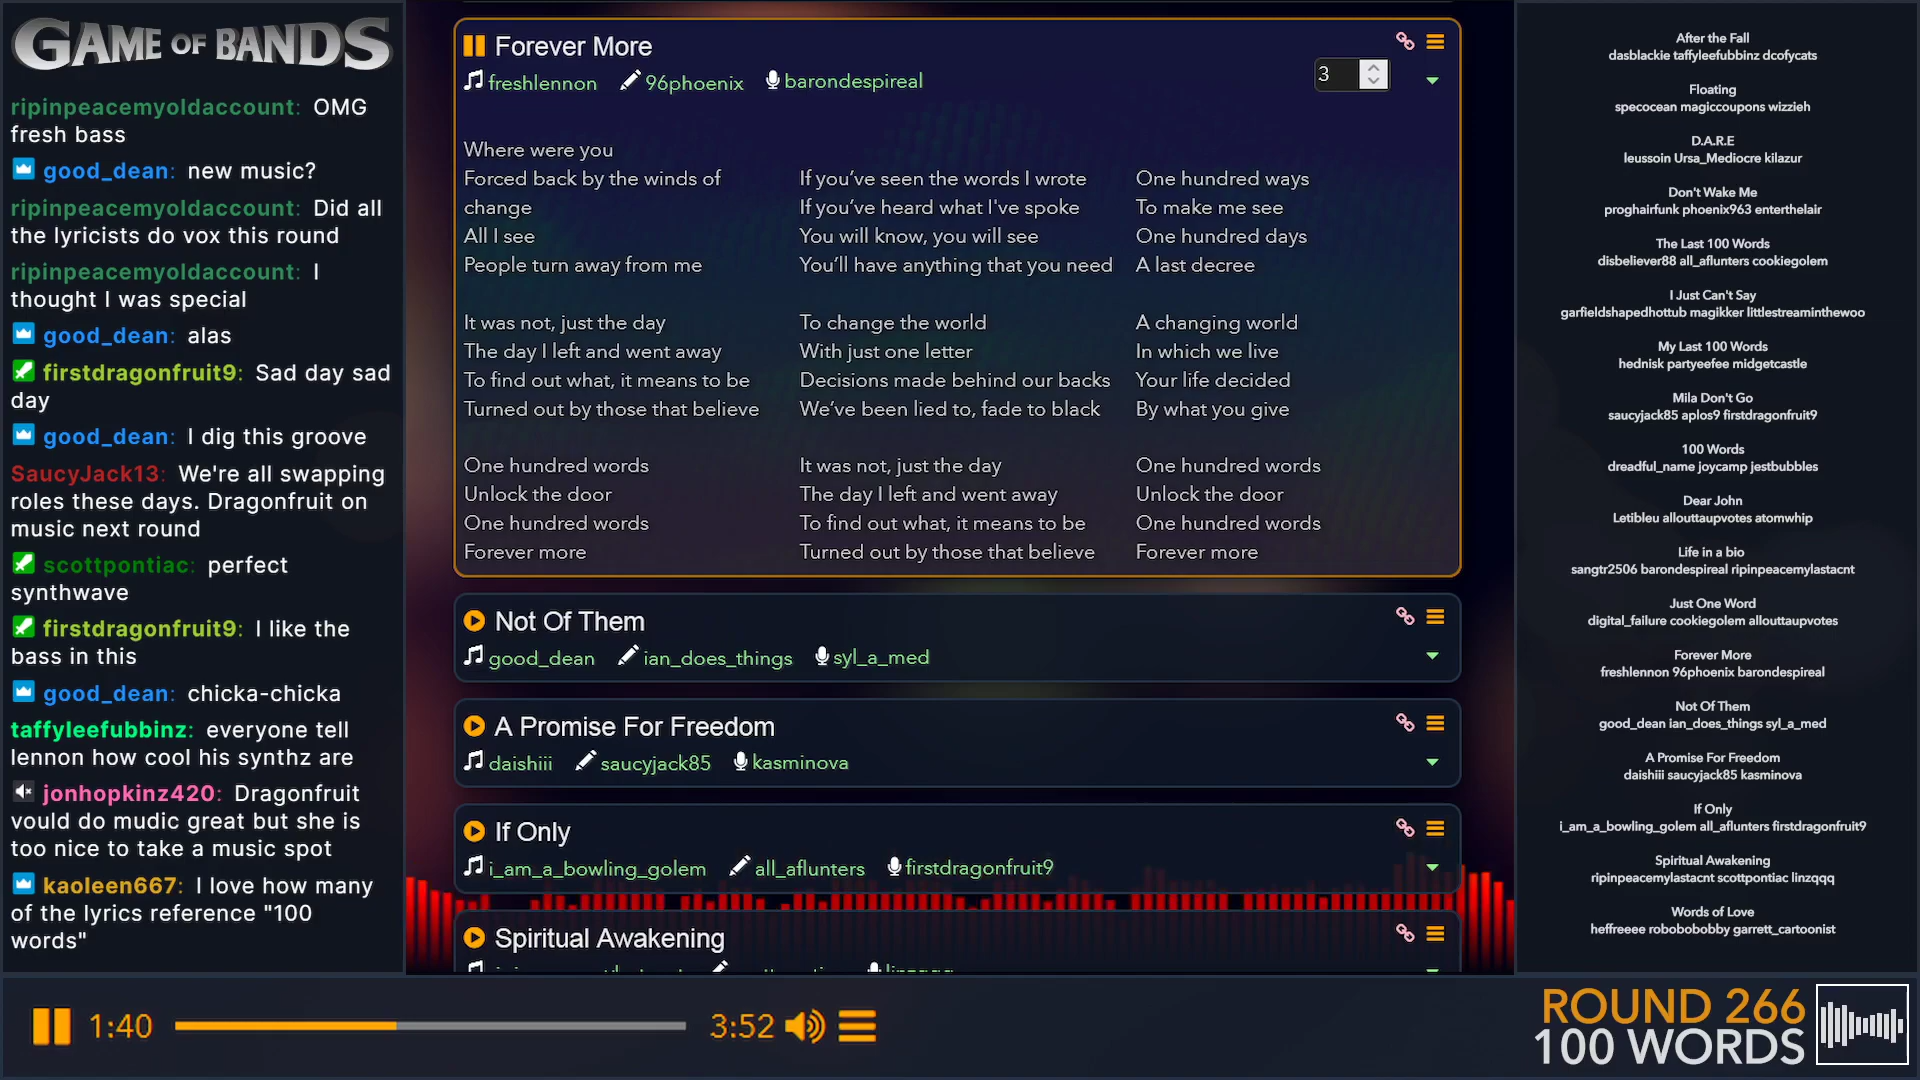 GAME OF BANDS
ripinpeacemyoldaccount: OMG
fresh bass
good_dean: new music?
ripinpeacemyoldaccount: Did all
the lyricists do vox this round
ripinpeacemyoldaccount: I
thought I was special
good_dean: alas
firstdragonfruit9: Sad day sad
day
good_dean: I dig this groove
SaucyJack13: We're all swapping
roles these days. Dragonfruit on
music next round
scottpontiac: perfect
synthwave
firstdragonfruit9: I like the
bass in this
good_dean: chicka-chicka
taffyleefubbinz: everyone tell
lennon how cool his synthz are
jonhopkinz420: Dragonfruit
vould do mudic great but she is
too nice to take a music spot
kaoleen667: I love how many
of the lyrics reference "100
words"
Forever More
freshlennon 96phoenix barondespireal
3
Where were you
Forced back by the winds of
change
All I see
People turn away from me
It was not, just the day
The day I left and went away
To find out what, it means to be
Turned out by those that believe
One hundred words
Unlock the door
One hundred words
Forever more
If you’ve seen the words I wrote
If you’ve heard what I've spoke
You will know, you will see
You’ll have anything that you need
To change the world
With just one letter
Decisions made behind our backs
We’ve been lied to, fade to black
It was not, just the day
The day I left and went away
To find out what, it means to be
Turned out by those that believe
One hundred ways
To make me see
One hundred days
A last decree
A changing world
In which we live
Your life decided
By what you give
One hundred words
Unlock the door
One hundred words
Forever more
Not Of Them
good_dean ian_does_things syl_a_med
A Promise For Freedom
daishiii saucyjack85 kasminova
If Only
i_am_a_bowling_golem all_aflunters firstdragonfruit9
Spiritual Awakening
After the Fall
dasblackie taffyleefubbinz dcofycats
Floating
specocean magiccoupons wizzieh
D.A.R.E
leussoin Ursa_Mediocre kilazur
Don't Wake Me
proghairfunk phoenix963 enterthelair
The Last 100 Words
disbeliever88 all_aflunters cookiegolem
I Just Can't Say
garfieldshapedhottub magikker littlestreaminthewoo
My Last 100 Words
hednisk partyeefee midgetcastle
Mila Don't Go
saucyjack85 aplos9 firstdragonfruit9
100 Words
dreadful_name joycamp jestbubbles
Dear John
Letibleu allouttaupvotes atomwhip
Life in a bio
sangtr2506 barondespireal ripinpeacemylastacnt
Just One Word
digital_failure cookiegolem allouttaupvotes
Forever More
freshlennon 96phoenix barondespireal
Not Of Them
good_dean ian_does_things syl_a_med
A Promise For Freedom
daishiii saucyjack85 kasminova
If Only
i_am_a_bowling_golem all_aflunters firstdragonfruit9
Spiritual Awakening
ripinpeacemylastacnt scottpontiac linzqqq
Words of Love
heffreeee robobobobby garrett_cartoonist
1:40
3:52
ROUND 266
100 WORDS